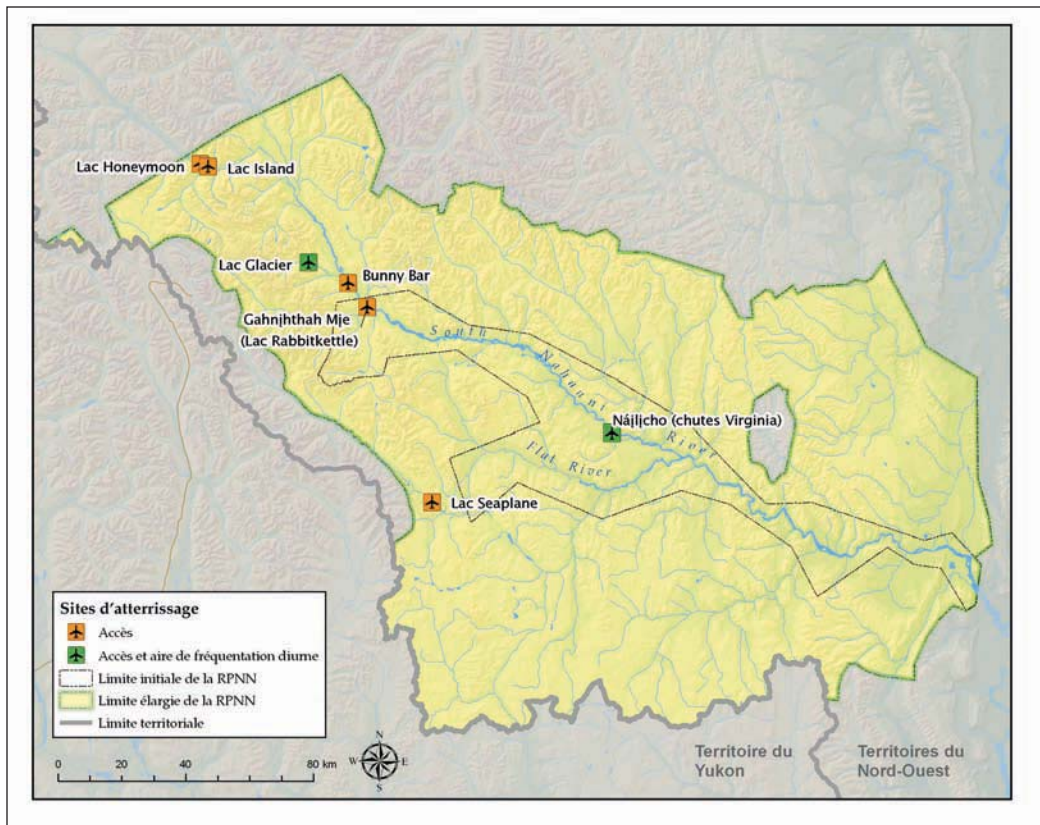 Lac Honeymoon
Lac Island
Lac Glacier
Bunny Bar
Gahnįhthah Mįe
(Lac Rabbitkettle)
South
Nahanni
River
Náįlįcho (chutes Virginia)
Flat River
Lac Seaplane
Sites d'atterrissage
Accès
Accès et aire de fréquentation diurne
Limite initiale de la RPNN
Limite élargie de la RPNN
Limite territoriale
0 20 40 80 km
N
W E
S
Territoire du
Yukon
Territoires du
Nord-Ouest